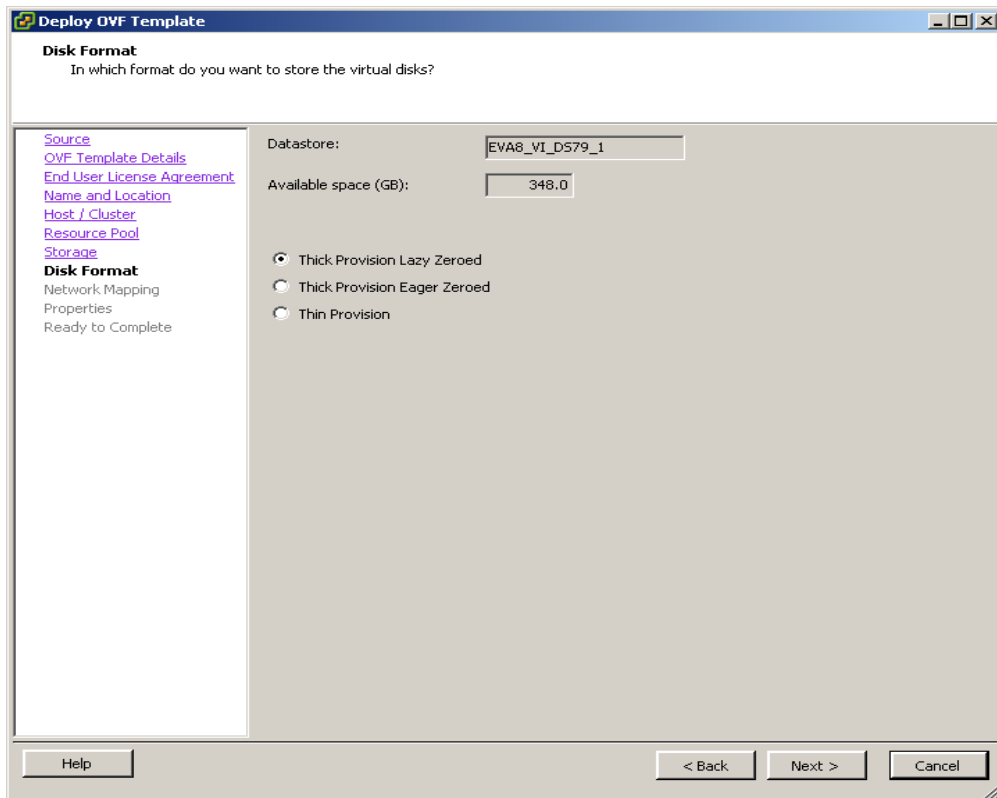 Deploy OVF Template
Disk Format
In which format do you want to store the virtual disks?
Source
OVF Template Details
End User License Agreement
Name and Location
Host / Cluster
Resource Pool
Storage
Disk Format
Network Mapping
Properties
Ready to Complete
Datastore: EVA8_VI_DS79_1
Available space (GB): 348.0
Thick Provision Lazy Zeroed
Thick Provision Eager Zeroed
Thin Provision
Help < Back Next > Cancel